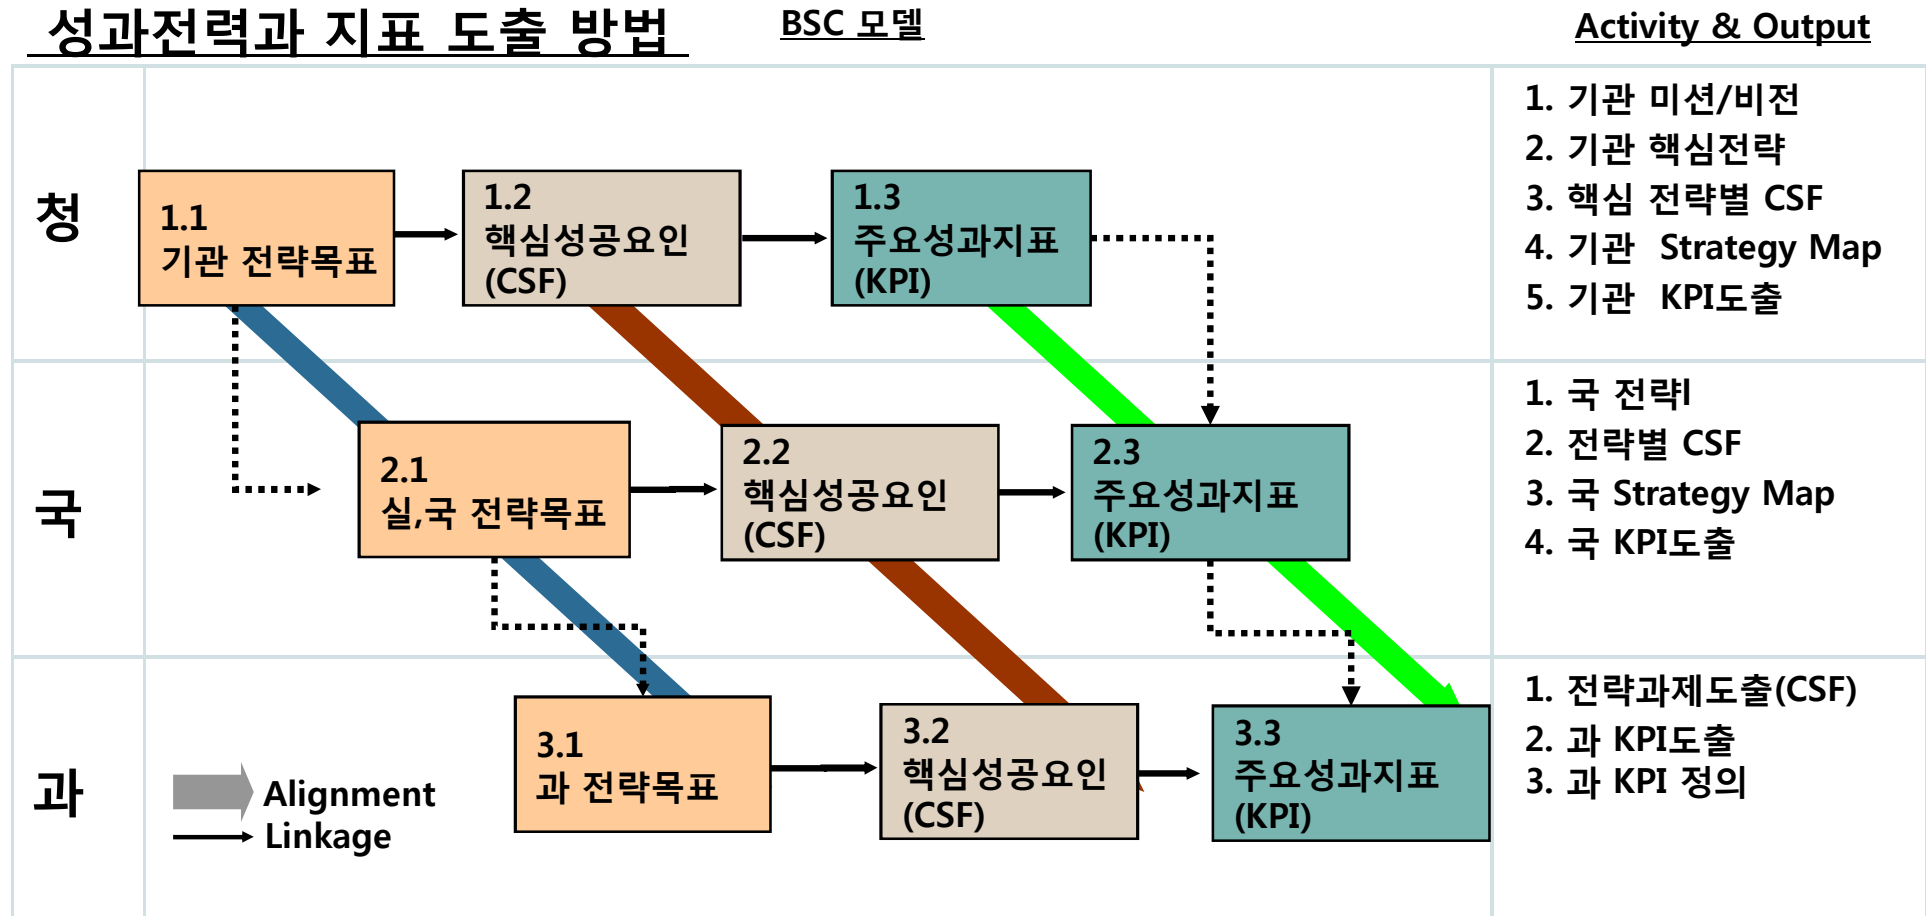 성과전력과 지표 도출 방법
BSC 모델
Activity & Output
청
1.1
기관 전략목표
1.2
핵심성공요인
(CSF)
1.3
주요성과지표
(KPI)
1. 기관 미션/비전
2. 기관 핵심전략
3. 핵심 전략별 CSF
4. 기관 Strategy Map
5. 기관 KPI도출
국
2.1
실,국 전략목표
2.2
핵심성공요인
(CSF)
2.3
주요성과지표
(KPI)
1. 국 전략l
2. 전략별 CSF
3. 국 Strategy Map
4. 국 KPI도출
과
3.1
과 전략목표
3.2
핵심성공요인
(CSF)
3.3
주요성과지표
(KPI)
1. 전략과제도출(CSF)
2. 과 KPI도출
3. 과 KPI 정의
Alignment
Linkage